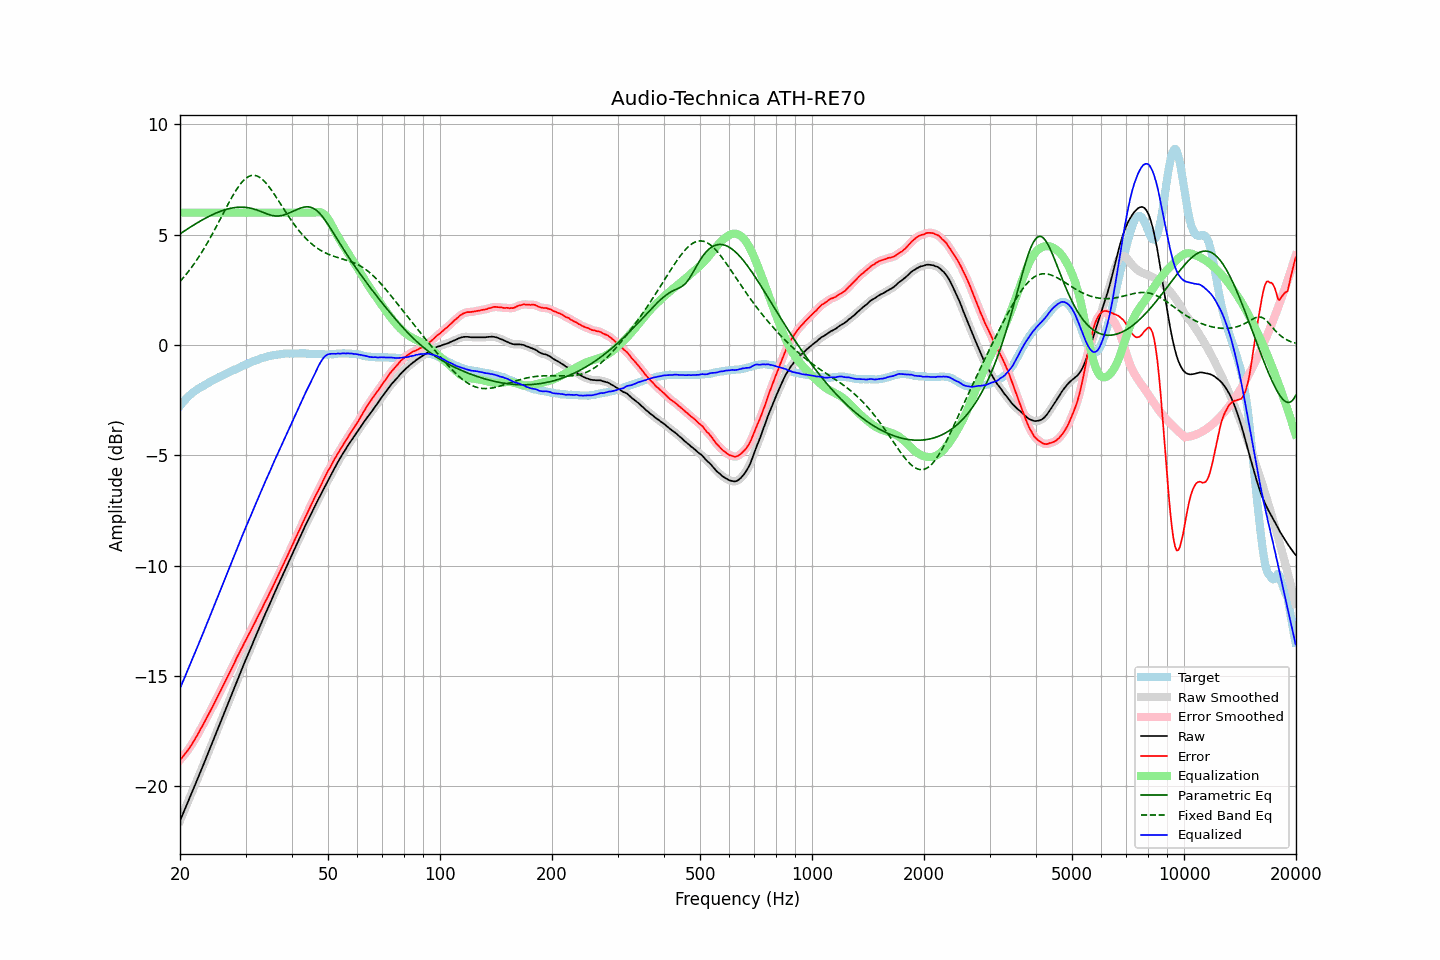 Audio-Technica ATH-RE70
10
5
0
−5
−10
−15
−20
Amplitude (dBr)
20
50
100
200
500
1000
2000
5000
10000
20000
Frequency (Hz)
Target
Raw Smoothed
Error Smoothed
Raw
Error
Equalization
Parametric Eq
Fixed Band Eq
Equalized